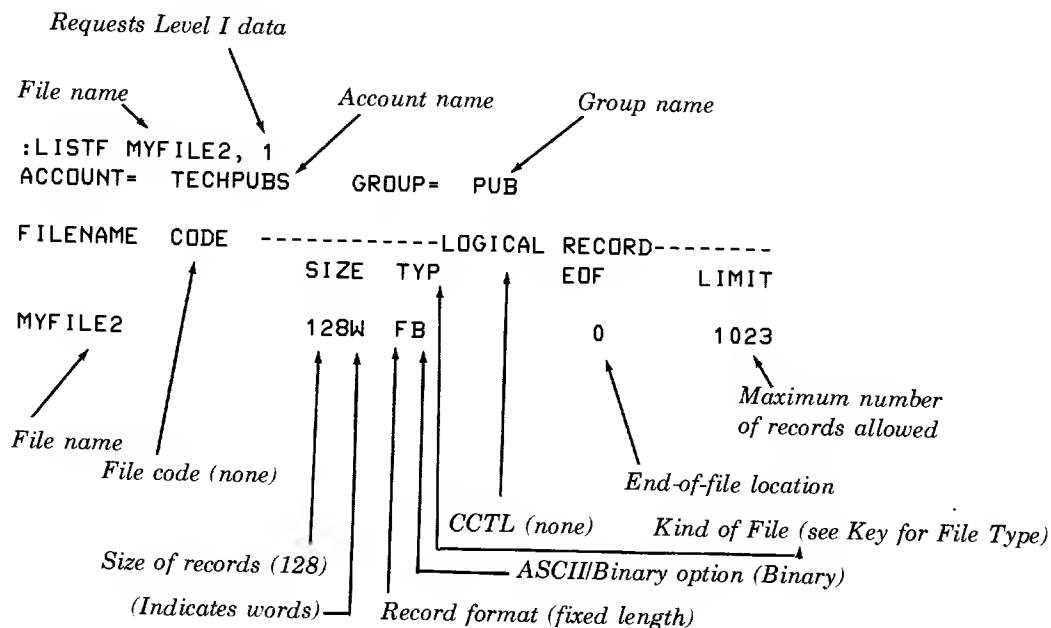 Requests Level I data
File name
Account name
Group name
:LISTF MYFILE2, 1
ACCOUNT= TECHPUBS GROUP= PUB
FILENAME CODE ------------LOGICAL RECORD--------
SIZE TYP EOF LIMIT
MYFILE2 128W FB 0 1023
Maximum number
of records allowed
File name
File code (none)
End-of-file location
CCTL (none)
Kind of File (see Key for File Type)
Size of records (128)
ASCII/Binary option (Binary)
(Indicates words)
Record format (fixed length)